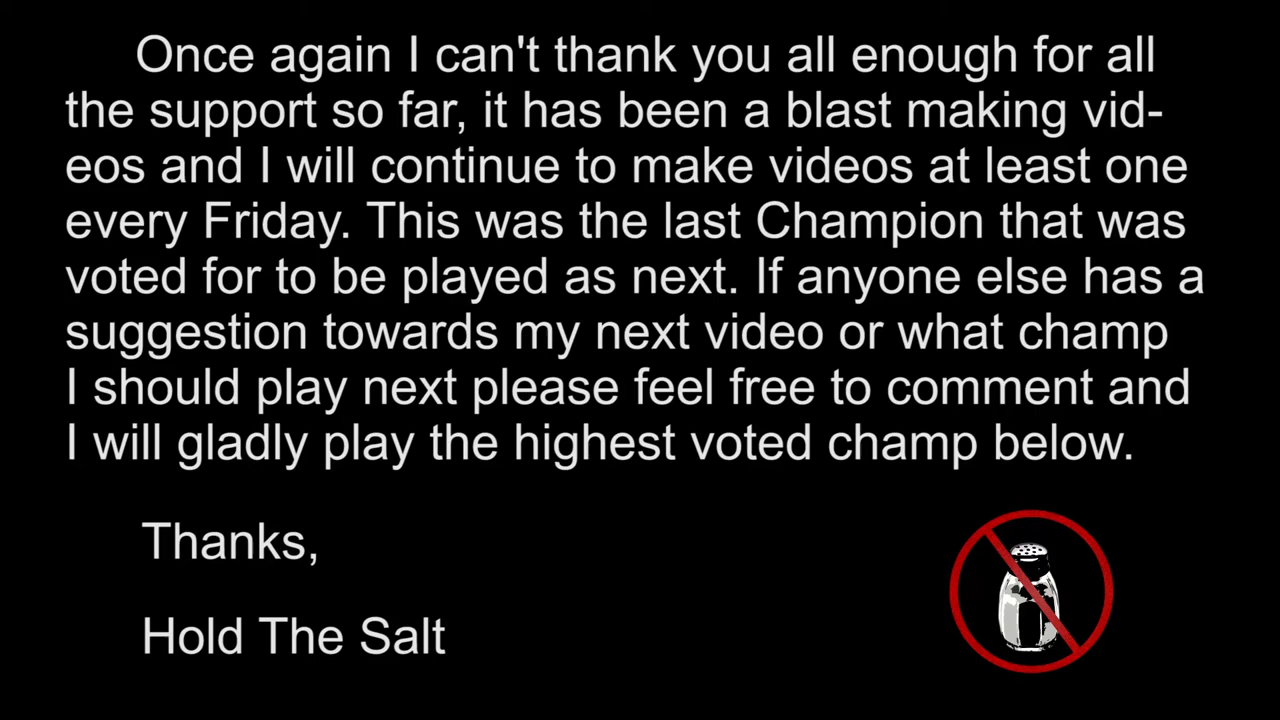 Once again I can't thank you all enough for all
the support so far, it has been a blast making vid-
eos and I will continue to make videos at least one
every Friday. This was the last Champion that was
voted for to be played as next. If anyone else has a
suggestion towards my next video or what champ
I should play next please feel free to comment and
I will gladly play the highest voted champ below.
Thanks,
Hold The Salt